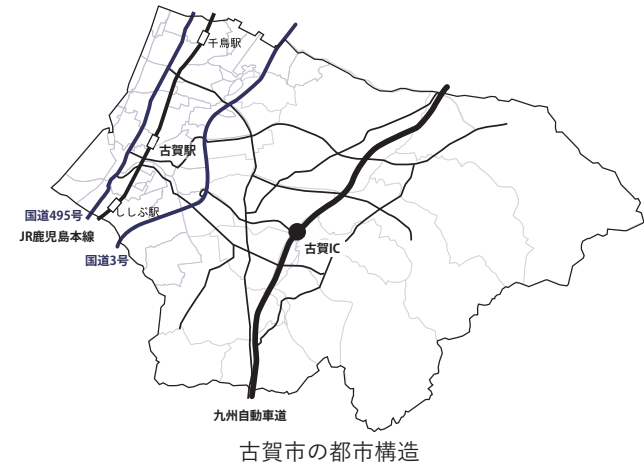 千鳥駅
古賀駅
国道495号
ししぶ駅
JR鹿児島本線
国道3号
古賀IC
九州自動車道
古賀市の都市構造